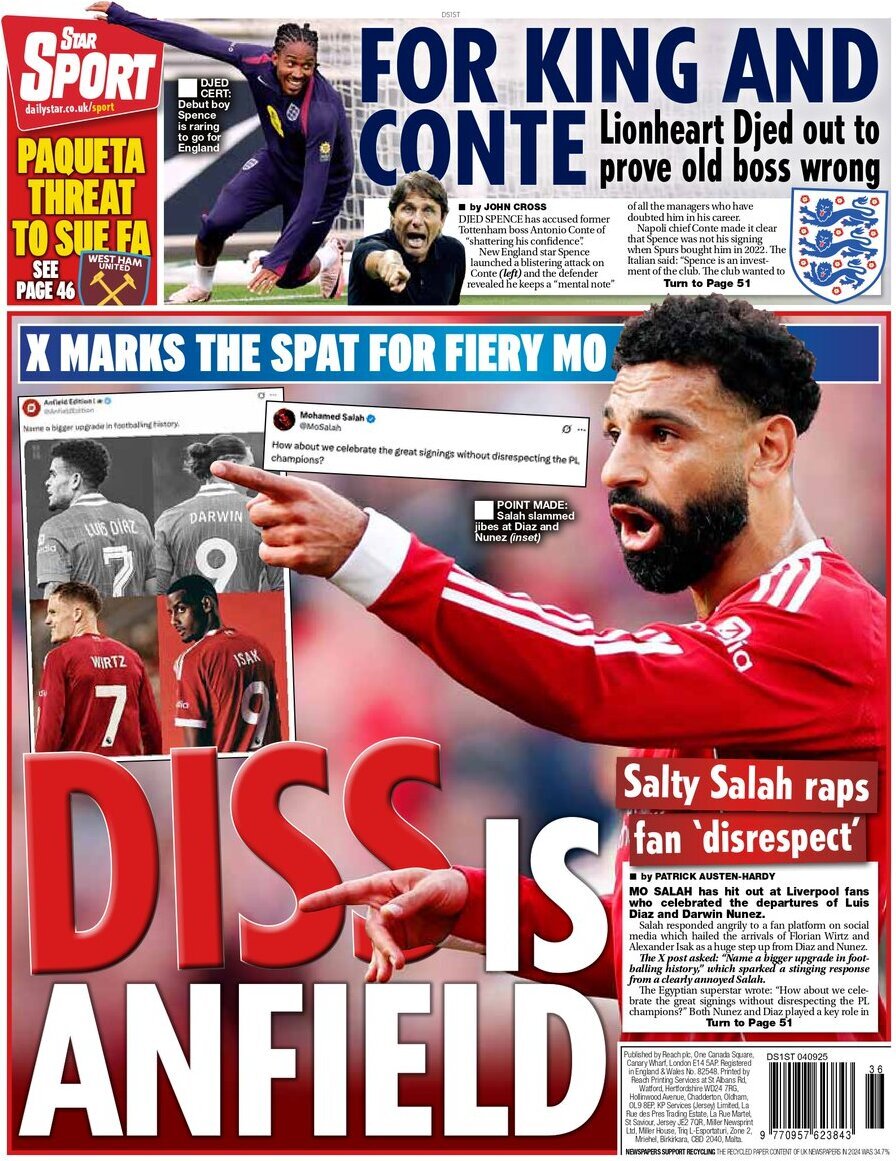 DS1ST
STAR
SPORT
dailystar.co.uk/sport
PAQUETA
THREAT
TO SUE FA
SEE
PAGE 46
WEST HAM
UNITED
DJED
CERT:
Debut boy
Spence
is raring
to go for
England
FOR KING AND
CONTE
Lionheart Djed out to
prove old boss wrong
■ by JOHN CROSS
DJED SPENCE has accused former
Tottenham boss Antonio Conte of
“shattering his confidence”.
New England star Spence
launched a blistering attack on
Conte (left) and the defender
revealed he keeps a “mental note”
of all the managers who have
doubted him in his career.
Napoli chief Conte made it clear
that Spence was not his signing
when Spurs bought him in 2022. The
Italian said: “Spence is an invest-
ment of the club. The club wanted to
Turn to Page 51
X MARKS THE SPAT FOR FIERY MO
Anfield Edition
@AnfieldEdition
Name a bigger upgrade in footballing history.
LUIS DÍAZ
7
DARWIN
9
WIRTZ
7
ISAK
9
Mohamed Salah
@MoSalah
How about we celebrate the great signings without disrespecting the PL
champions?
POINT MADE:
Salah slammed
jibes at Diaz and
Nunez (inset)
DISS IS
ANFIELD
Salty Salah raps
fan ‘disrespect’
■ by PATRICK AUSTEN-HARDY
MO SALAH has hit out at Liverpool fans
who celebrated the departures of Luis
Diaz and Darwin Nunez.
Salah responded angrily to a fan platform on social
media which hailed the arrivals of Florian Wirtz and
Alexander Isak as a huge step up from Diaz and Nunez.
The X post asked: “Name a bigger upgrade in foot-
balling history,” which sparked a stinging response
from a clearly annoyed Salah.
The Egyptian superstar wrote: “How about we cele-
brate the great signings without disrespecting the PL
champions?” Both Nunez and Diaz played a key role in
Turn to Page 51
Published by Reach plc, One Canada Square,
Canary Wharf, London E14 5AP. Registered
in England & Wales No. 82548. Printed by
Reach Printing Services at St Albans Rd,
Watford, Hertfordshire WD24 7RG,
Hollinwood Avenue, Chadderton, Oldham,
OL9 8EP, KP Services (Jersey) Limited, La
Rue des Pres Trading Estate, La Rue Martel,
St Saviour, Jersey JE2 7QR, Miller Newsprint
Ltd, Miller House, Triq L-Esportaturi, Zone 2,
Mriehel, Birkirkara, CBD 2040, Malta.
DS1ST 040925
36
9 770957 623843
NEWSPAPERS SUPPORT RECYCLING THE RECYCLED PAPER CONTENT OF UK NEWSPAPERS IN 2024 WAS 34.7%